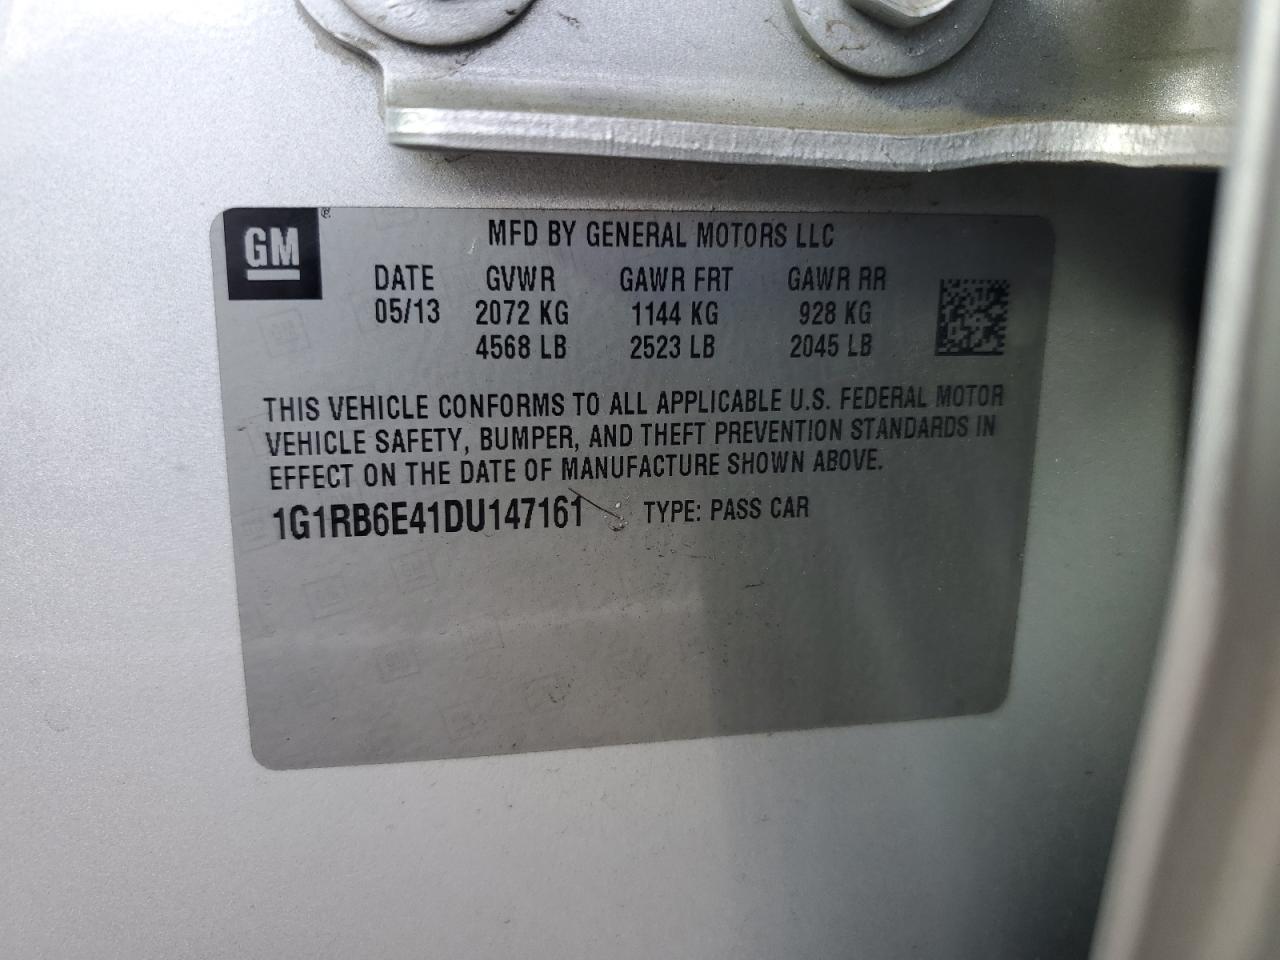 GM ®
MFD BY GENERAL MOTORS LLC
DATE GVWR GAWR FRT GAWR RR
05/13 2072 KG 1144 KG 928 KG
4568 LB 2523 LB 2045 LB
THIS VEHICLE CONFORMS TO ALL APPLICABLE U.S. FEDERAL MOTOR
VEHICLE SAFETY, BUMPER, AND THEFT PREVENTION STANDARDS IN
EFFECT ON THE DATE OF MANUFACTURE SHOWN ABOVE.
1G1RB6E41DU147161 TYPE: PASS CAR